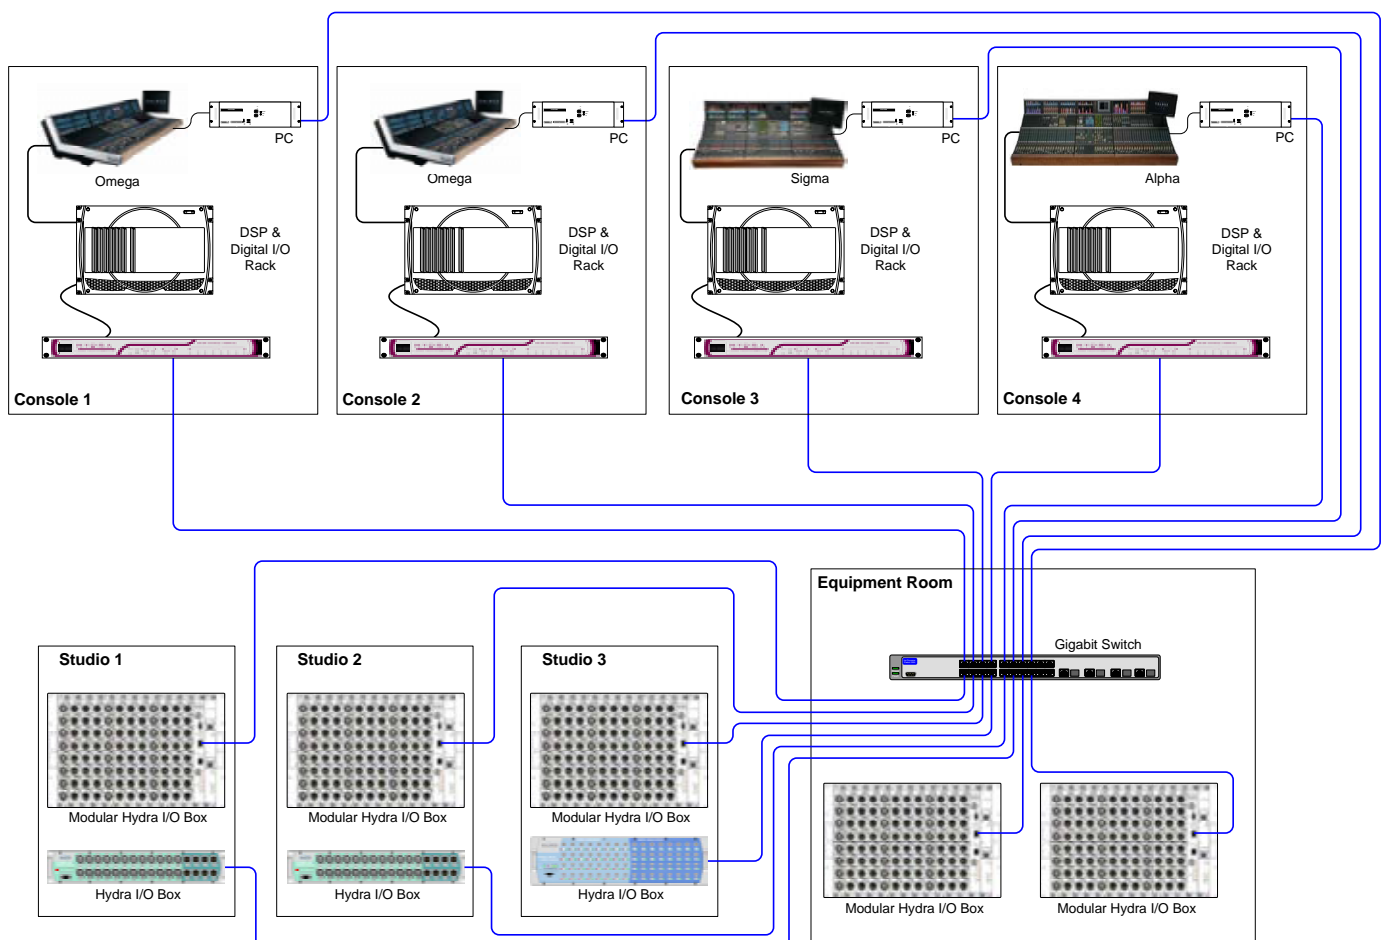 PC
Omega
DSP &
Digital I/O
Rack
Console 1
PC
Omega
DSP &
Digital I/O
Rack
Console 2
PC
Sigma
DSP &
Digital I/O
Rack
Console 3
PC
Alpha
DSP &
Digital I/O
Rack
Console 4
Equipment Room
Gigabit Switch
Studio 1
Modular Hydra I/O Box
Hydra I/O Box
Studio 2
Modular Hydra I/O Box
Hydra I/O Box
Studio 3
Modular Hydra I/O Box
Hydra I/O Box
Modular Hydra I/O Box
Modular Hydra I/O Box